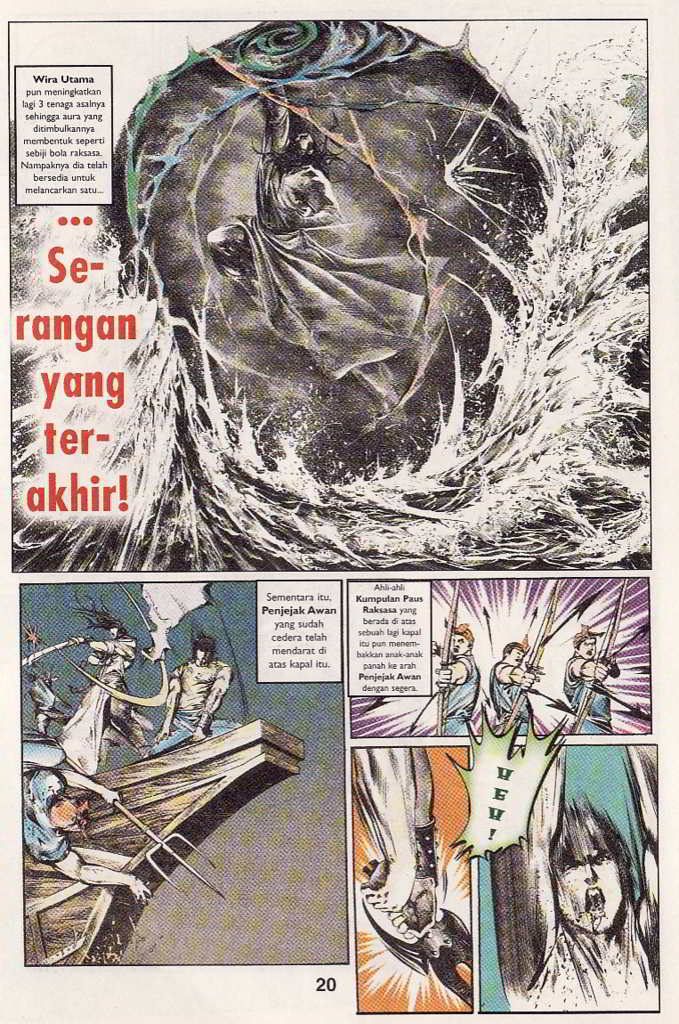 Wira Utama
pun meningkatkan
lagi 3 tenaga asalnya
sehingga aura yang
ditimbulkannya
membentuk seperti
sebiji bola raksasa.
Nampaknya dia telah
bersedia untuk
melancarkan satu...
...
Se-
rangan
yang
ter-
akhir!
Sementara itu,
Penjejak Awan
yang sudah
cedera telah
mendarat di
atas kapal itu.
Ahli-ahli
Kumpulan Paus
Raksasa yang
berada di atas
sebuah lagi kapal
itu pun menem-
bakkan anak-anak
panah ke arah
Penjejak Awan
dengan segera.
HEH!
20